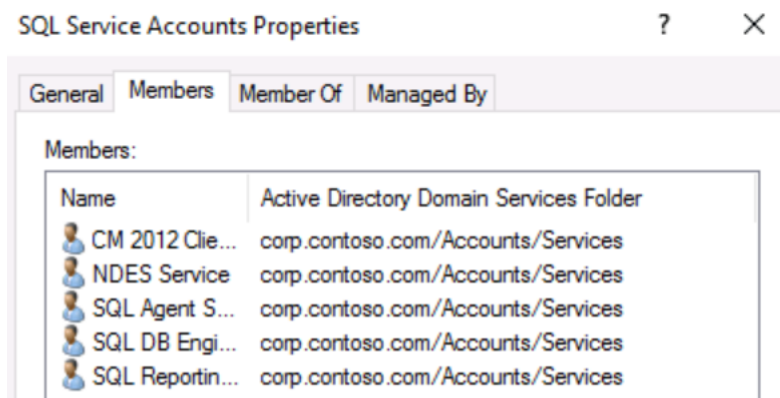 SQL Service Accounts Properties ? ×
General Members Member Of Managed By
Members:
Name Active Directory Domain Services Folder
CM 2012 Clie... corp.contoso.com/Accounts/Services
NDES Service corp.contoso.com/Accounts/Services
SQL Agent S... corp.contoso.com/Accounts/Services
SQL DB Engi... corp.contoso.com/Accounts/Services
SQL Reportin... corp.contoso.com/Accounts/Services